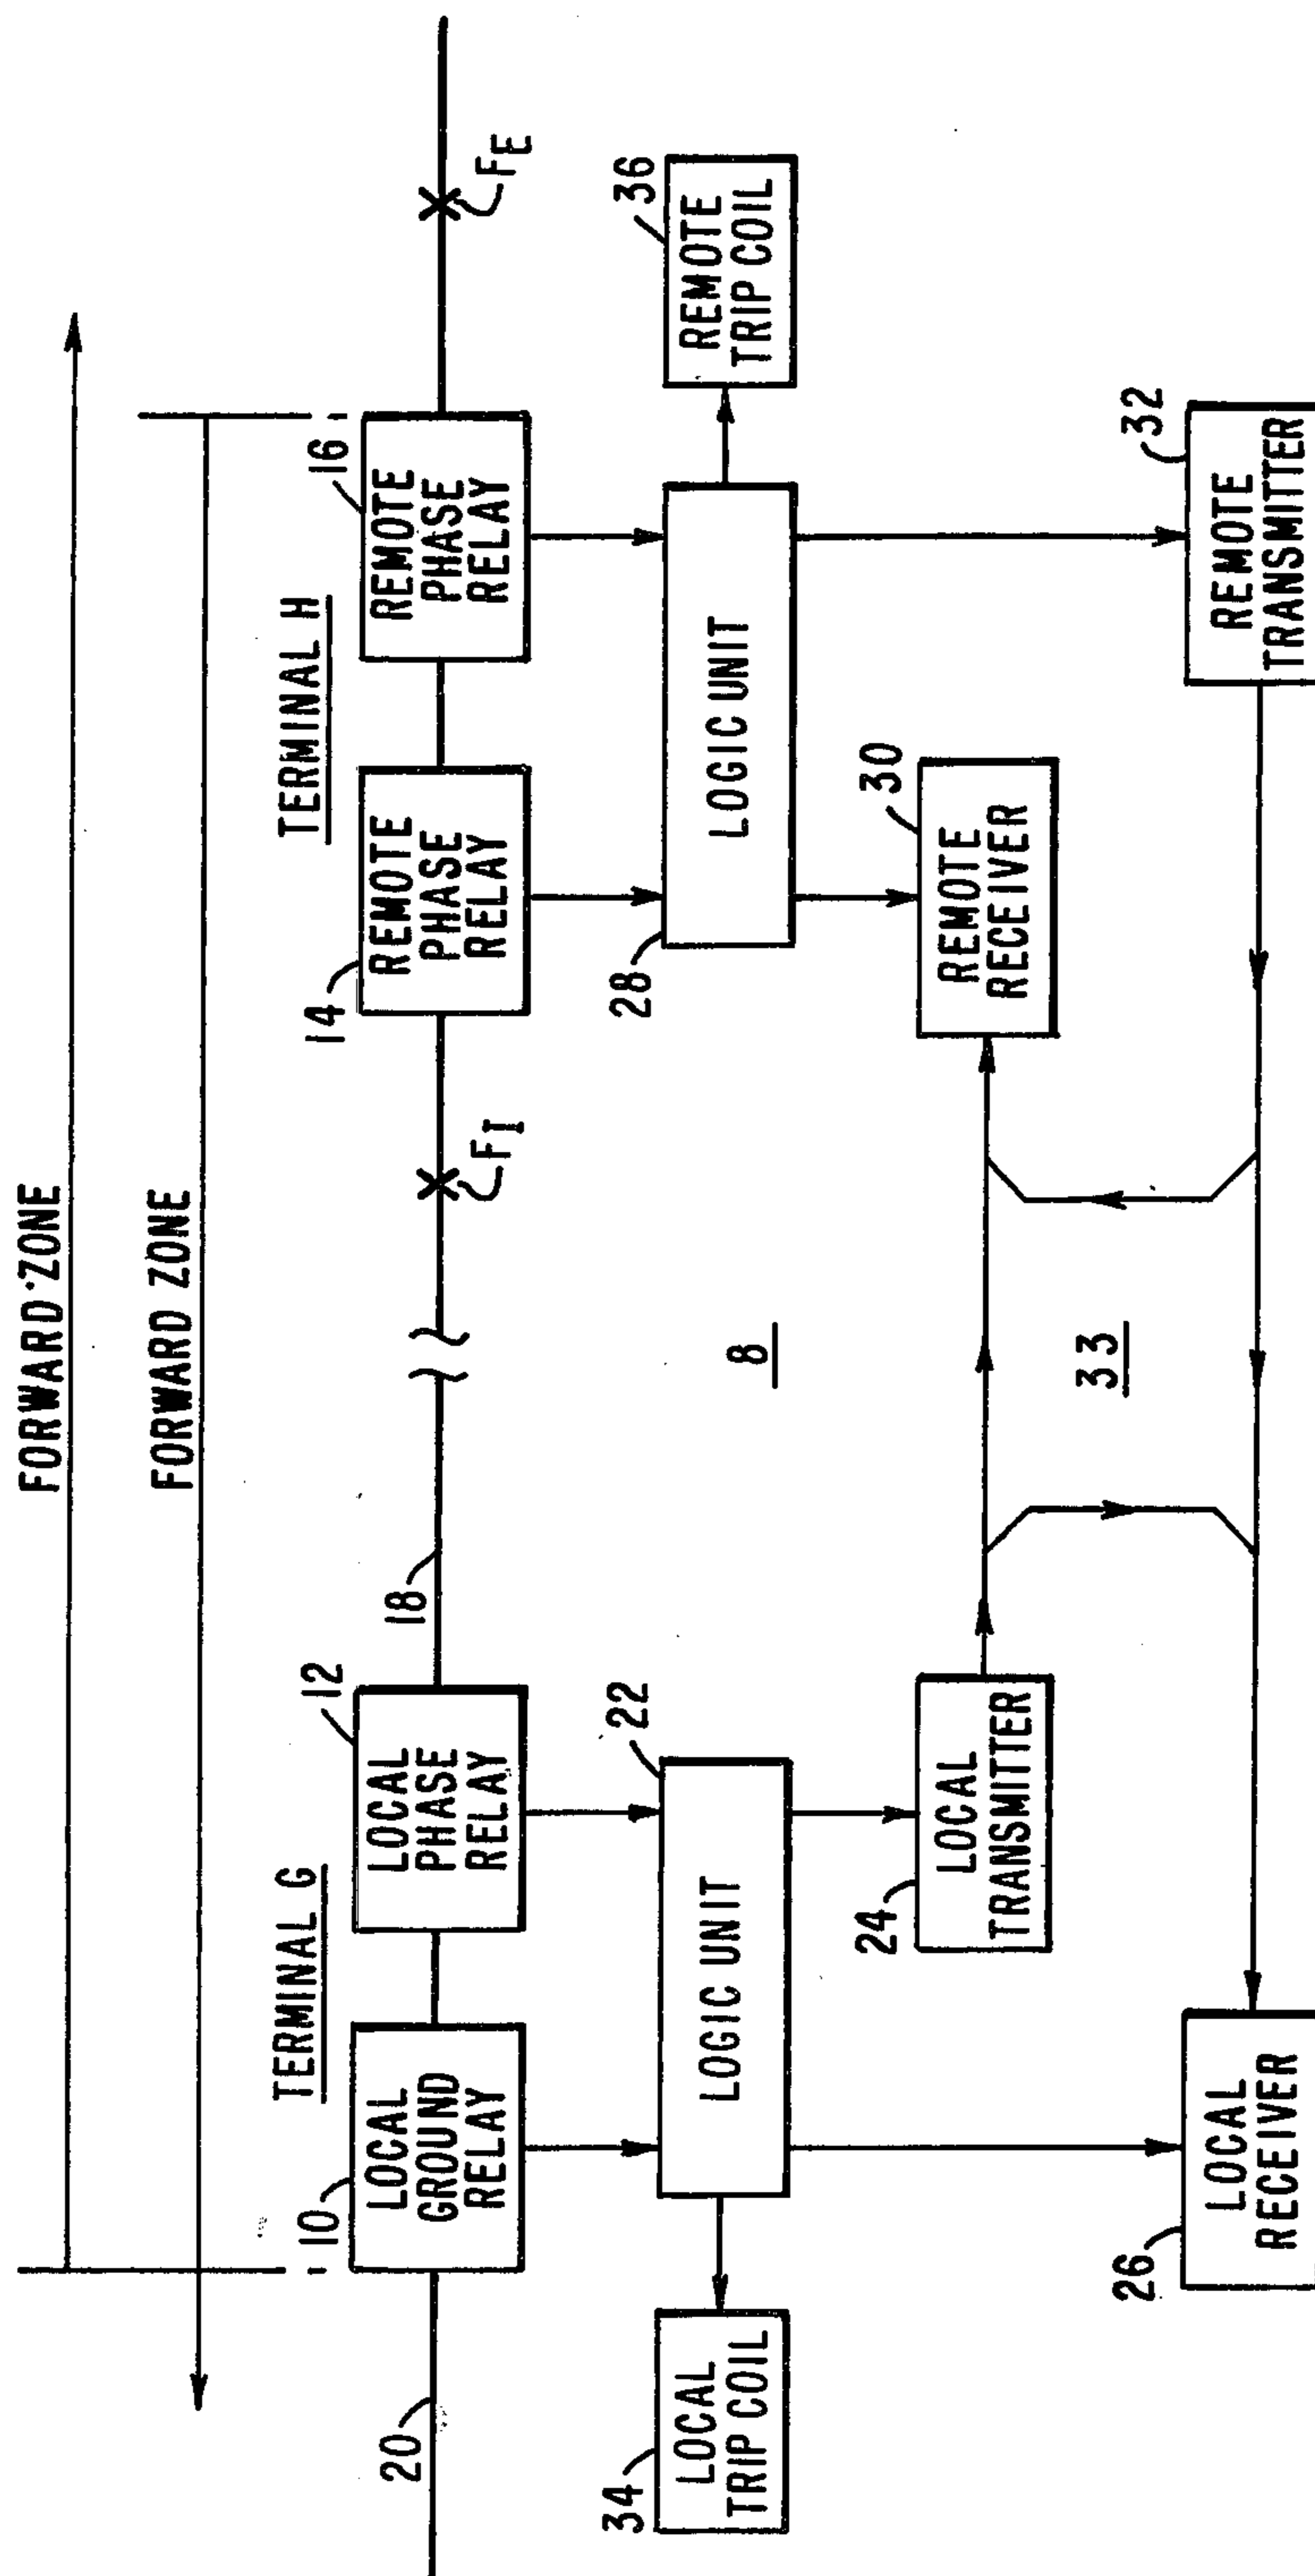 FORWARD ZONE
FORWARD ZONE
TERMINAL G
TERMINAL H
10
LOCAL
GROUND
RELAY
12
LOCAL
PHASE
RELAY
14
REMOTE
PHASE
RELAY
16
REMOTE
PHASE
RELAY
20
18
FI
FE
34
LOCAL
TRIP COIL
LOGIC UNIT
22
8
28
LOGIC UNIT
36
REMOTE
TRIP COIL
24
LOCAL
TRANSMITTER
30
REMOTE
RECEIVER
33
26
LOCAL
RECEIVER
32
REMOTE
TRANSMITTER